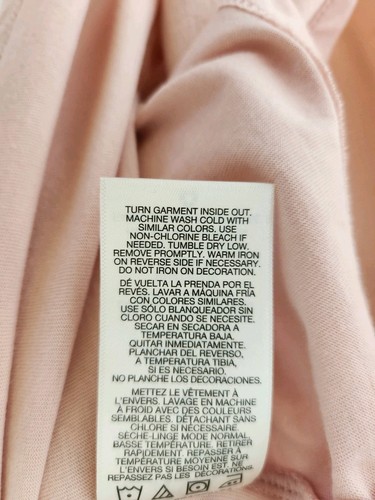 TURN GARMENT INSIDE OUT.
MACHINE WASH COLD WITH
SIMILAR COLORS. USE
NON-CHLORINE BLEACH IF
NEEDED. TUMBLE DRY LOW.
REMOVE PROMPTLY. WARM IRON
ON REVERSE SIDE IF NECESSARY.
DO NOT IRON ON DECORATION.
DÉ VUELTA LA PRENDA POR EL
REVÉS. LAVAR A MÁQUINA FRÍA
CON COLORES SIMILARES.
USE SÓLO BLANQUEADOR SIN
CLORO CUANDO SE NECESITE.
SECAR EN SECADORA A
TEMPERATURA BAJA.
QUITAR INMEDIATAMENTE.
PLANCHAR DEL REVERSO,
A TEMPERATURA TIBIA,
SI ES NECESARIO.
NO PLANCHE LOS DECORACIONES.
METTEZ LE VÊTEMENT À
L'ENVERS. LAVAGE EN MACHINE
À FROID AVEC DES COULEURS
SEMBLABLES. DÉTACHANT SANS
CHLORE SI NÉCESSAIRE.
SÈCHE-LINGE MODE NORMAL,
BASSE TEMPÉRATURE. RETIRER
RAPIDEMENT. REPASSER À
TEMPÉRATURE MOYENNE SUR
L'ENVERS SI BESOIN EST. NE
REPASSEZ PAS LES DÉCORATIONS.